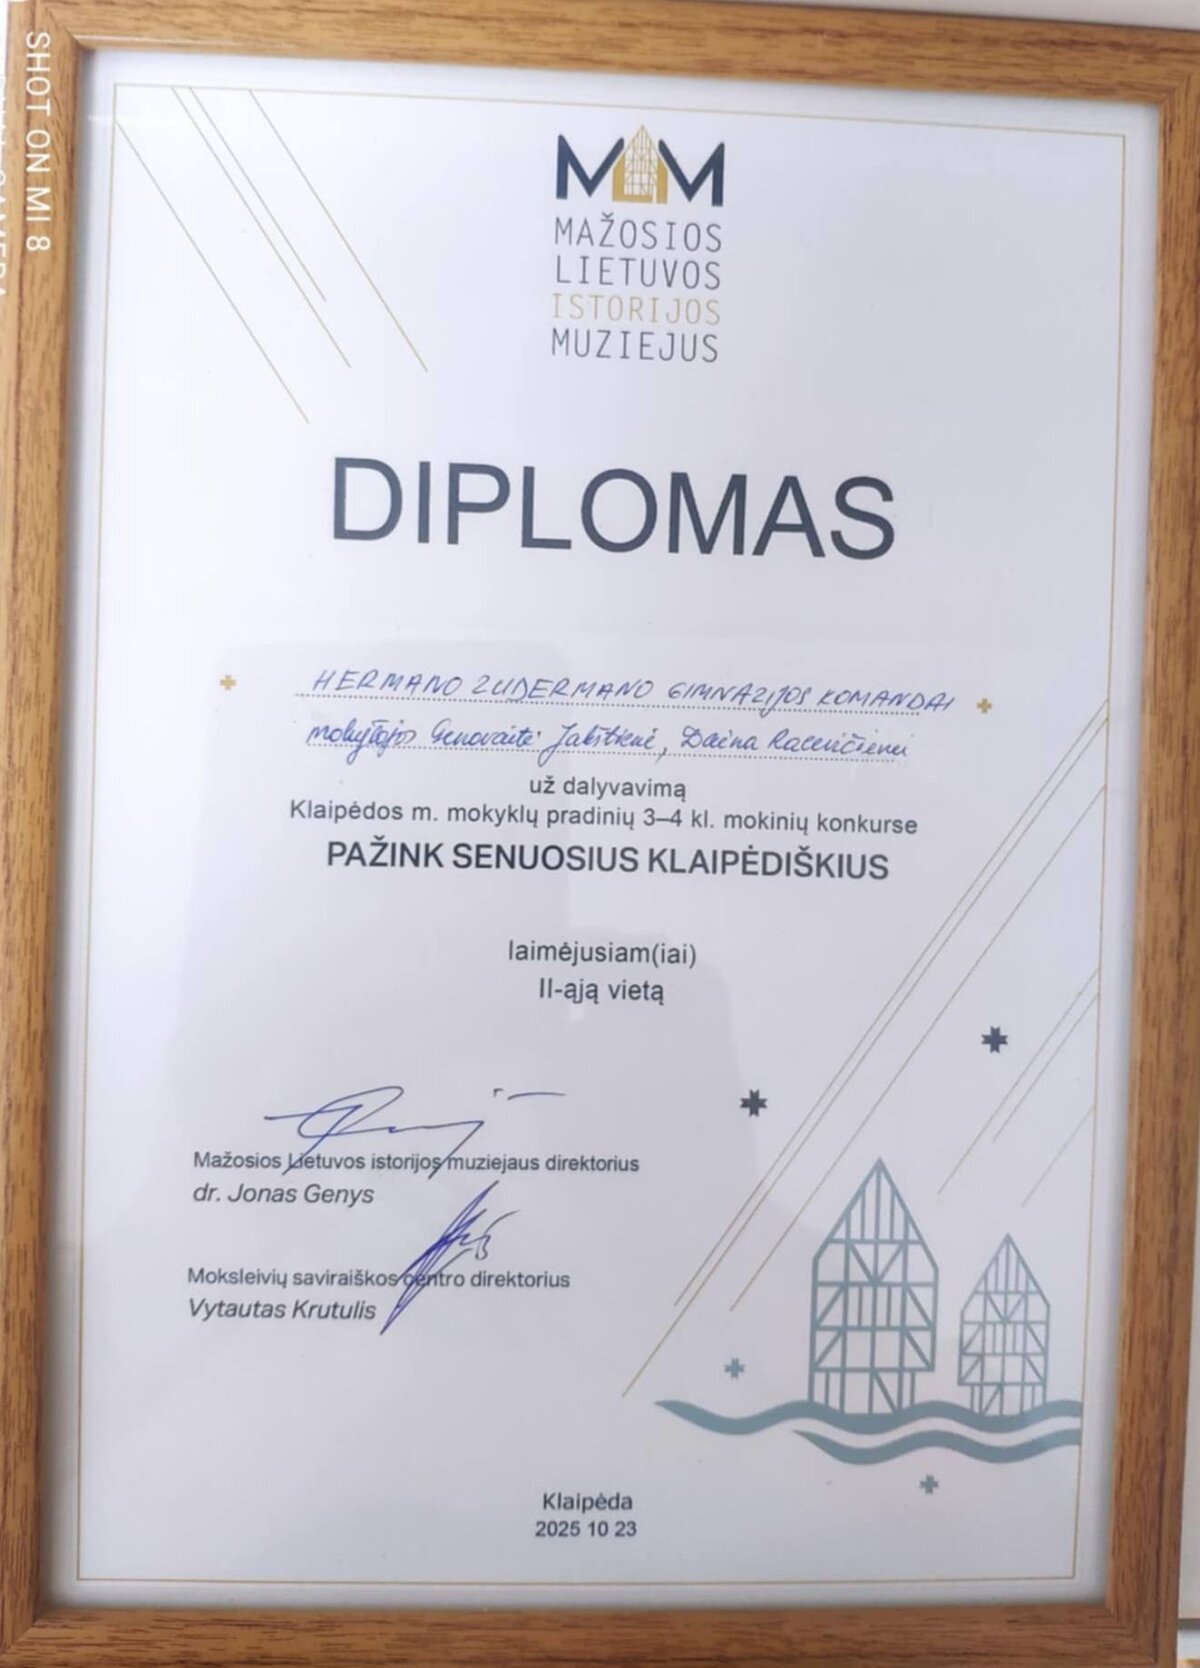 SHOT ON MI 8
MAŽOSIOS
LIETUVOS
ISTORIJOS
MUZIEJUS
DIPLOMAS
HERMANO ZUDERMANO GIMNAZIJOS KOMANDAI
mokytojos Genovaitė, Daina
už dalyvavimą
Klaipėdos m. mokyklų pradinių 3–4 kl. mokinių konkurse
PAŽINK SENUOSIUS KLAIPĖDIŠKIUS
laimėjusiam(iai)
II-ąją vietą
Mažosios Lietuvos istorijos muziejaus direktorius
dr. Jonas Genys
Moksleivių saviraiškos centro direktorius
Vytautas Krutulis
Klaipėda
2025 10 23